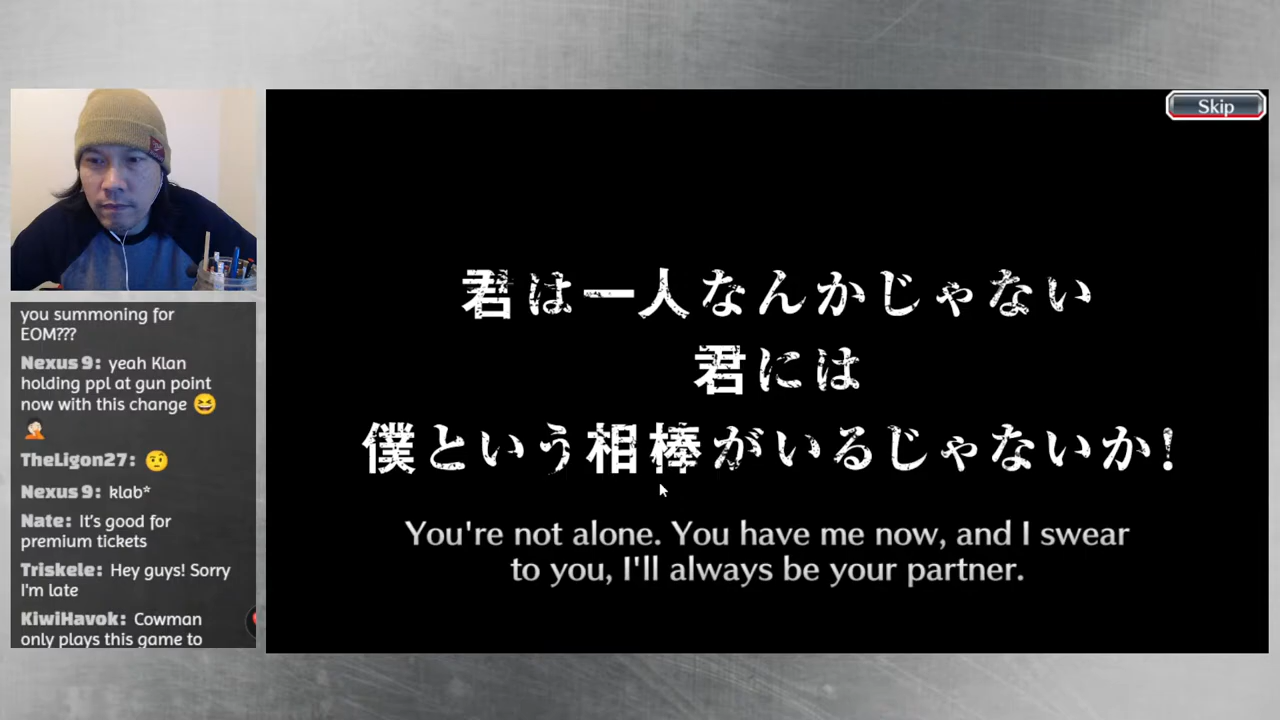 Skip
君は一人なんかじゃない
君には
僕という相棒がいるじゃないか!
You're not alone. You have me now, and I swear
to you, I'll always be your partner.
you summoning for
EOM???
Nexus 9: yeah Klan
holding ppl at gun point
now with this change 😆
🤦🏻
TheLigon27: 🤨
Nexus 9: klab*
Nate: It's good for
premium tickets
Triskele: Hey guys! Sorry
I'm late
KiwiHavok: Cowman
only plays this game to